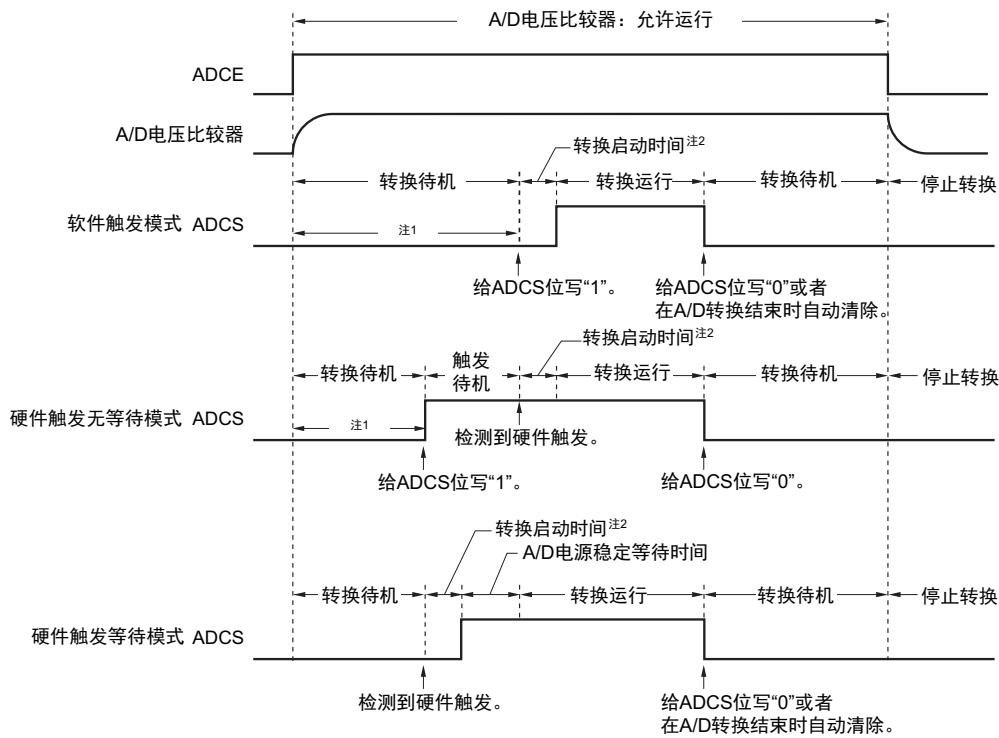 A/D电压比较器：允许运行
ADCE
A/D电压比较器
转换启动时间注2
转换待机
转换运行
转换待机
停止转换
软件触发模式 ADCS
注1
给ADCS位写“1”。
给ADCS位写“0”或者
在A/D转换结束时自动清除。
转换启动时间注2
转换待机
触发
待机
转换运行
转换待机
停止转换
硬件触发无等待模式 ADCS
注1
检测到硬件触发。
给ADCS位写“1”。
给ADCS位写“0”。
转换启动时间注2
A/D电源稳定等待时间
转换待机
转换运行
转换待机
停止转换
硬件触发等待模式 ADCS
检测到硬件触发。
给ADCS位写“0”或者
在A/D转换结束时自动清除。